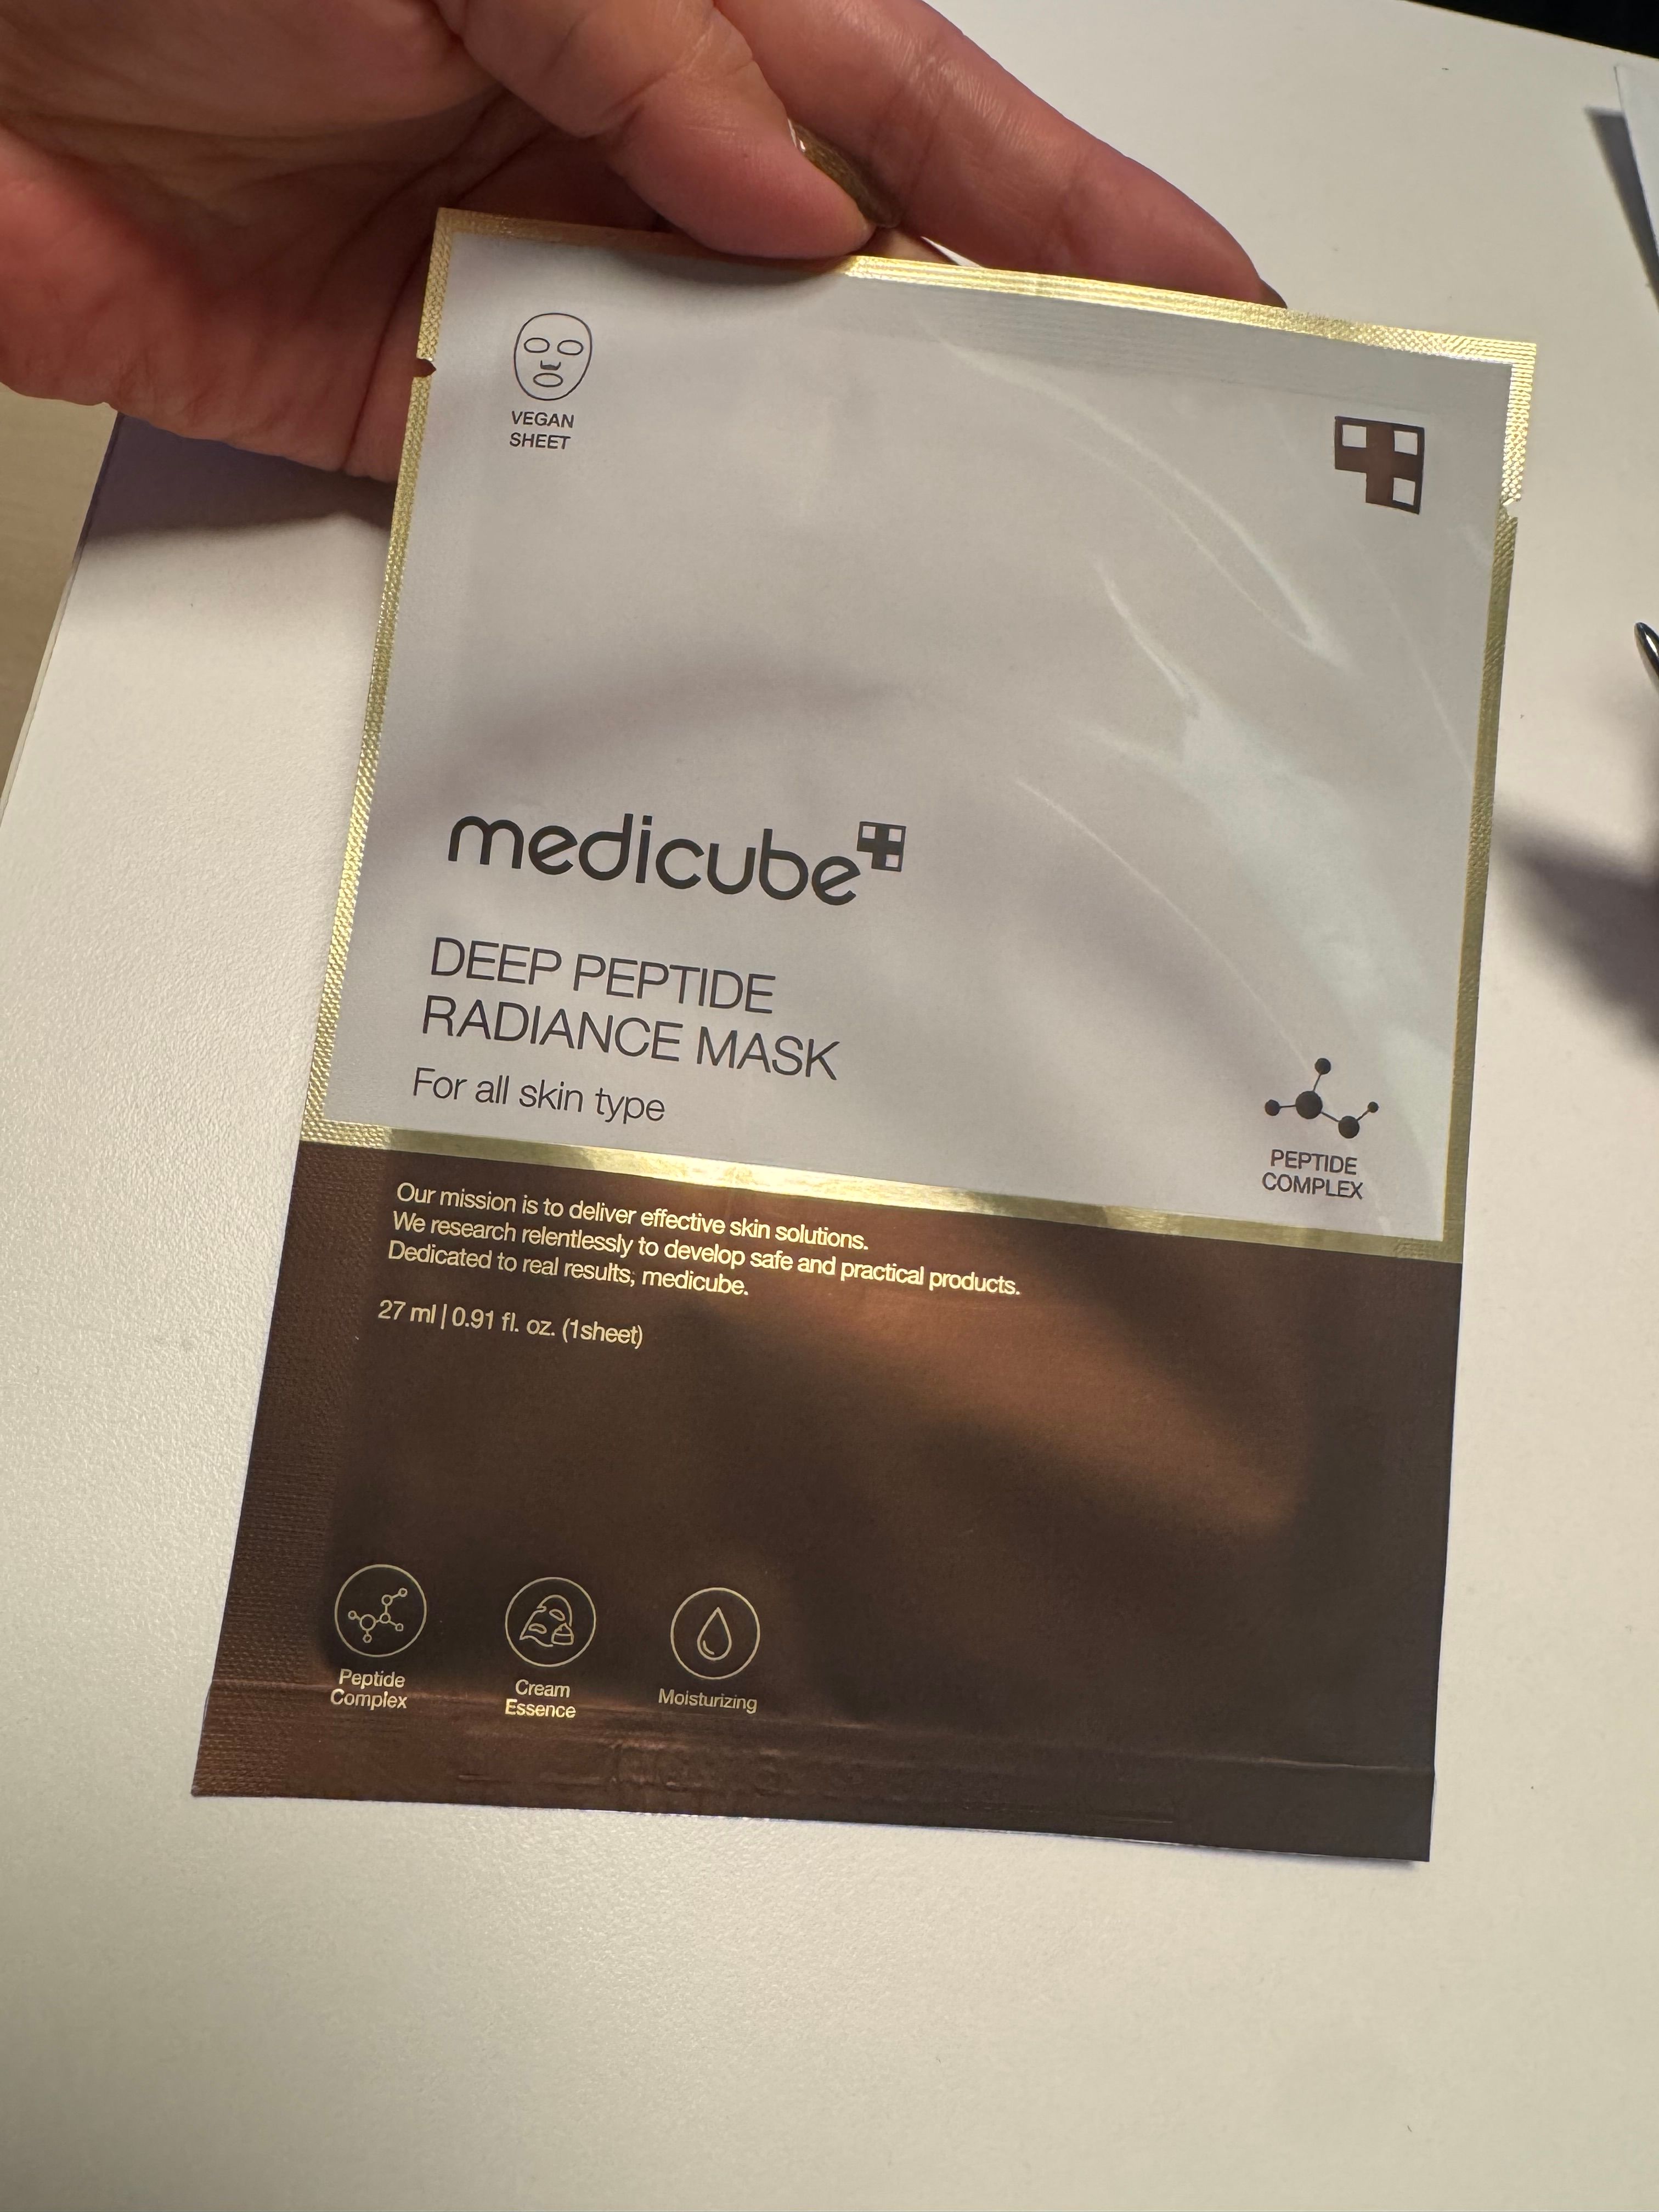 VEGAN
SHEET
medicube
DEEP PEPTIDE
RADIANCE MASK
For all skin type
PEPTIDE
COMPLEX
Our mission is to deliver effective skin solutions.
We research relentlessly to develop safe and practical products.
Dedicated to real results, medicube.
27 ml | 0.91 fl. oz. (1sheet)
Peptide
Complex
Cream
Essence
Moisturizing